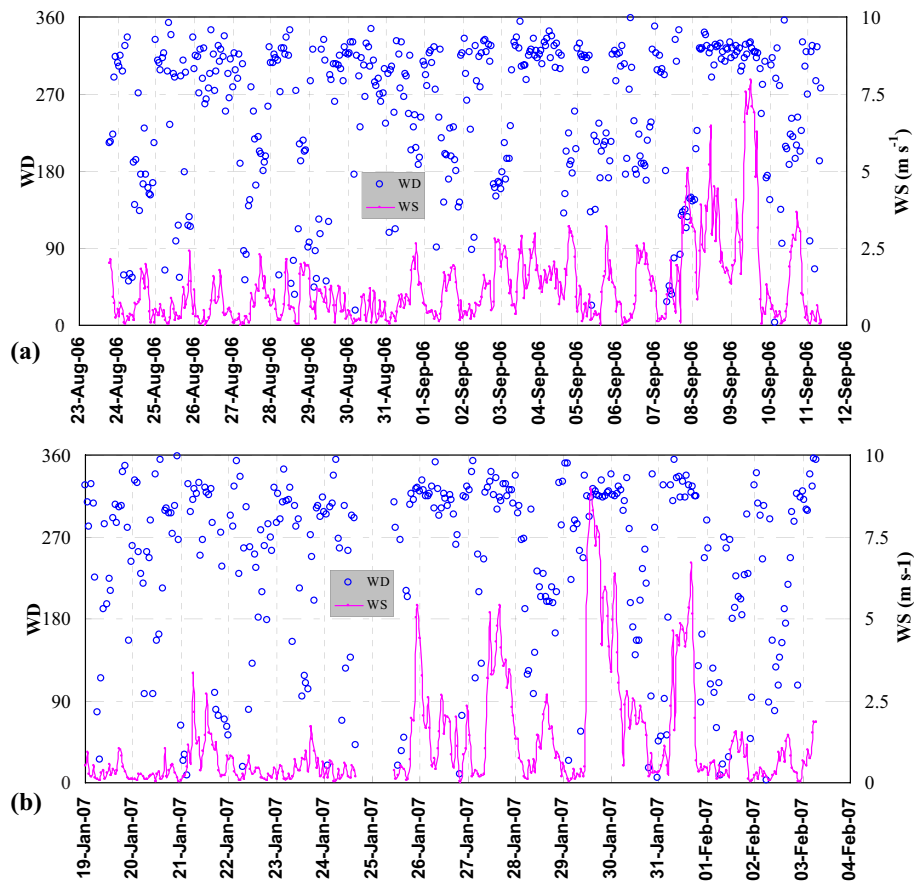 360
270
180
90
0
WD
10
7.5
5
2.5
0
WS (m s⁻¹)
WD
WS
(a)
23-Aug-06
24-Aug-06
25-Aug-06
26-Aug-06
27-Aug-06
28-Aug-06
29-Aug-06
30-Aug-06
31-Aug-06
01-Sep-06
02-Sep-06
03-Sep-06
04-Sep-06
05-Sep-06
06-Sep-06
07-Sep-06
08-Sep-06
09-Sep-06
10-Sep-06
11-Sep-06
12-Sep-06
360
270
180
90
0
WD
10
7.5
5
2.5
0
WS (m s-1)
WD
WS
(b)
19-Jan-07
20-Jan-07
21-Jan-07
22-Jan-07
23-Jan-07
24-Jan-07
25-Jan-07
26-Jan-07
27-Jan-07
28-Jan-07
29-Jan-07
30-Jan-07
31-Jan-07
01-Feb-07
02-Feb-07
03-Feb-07
04-Feb-07